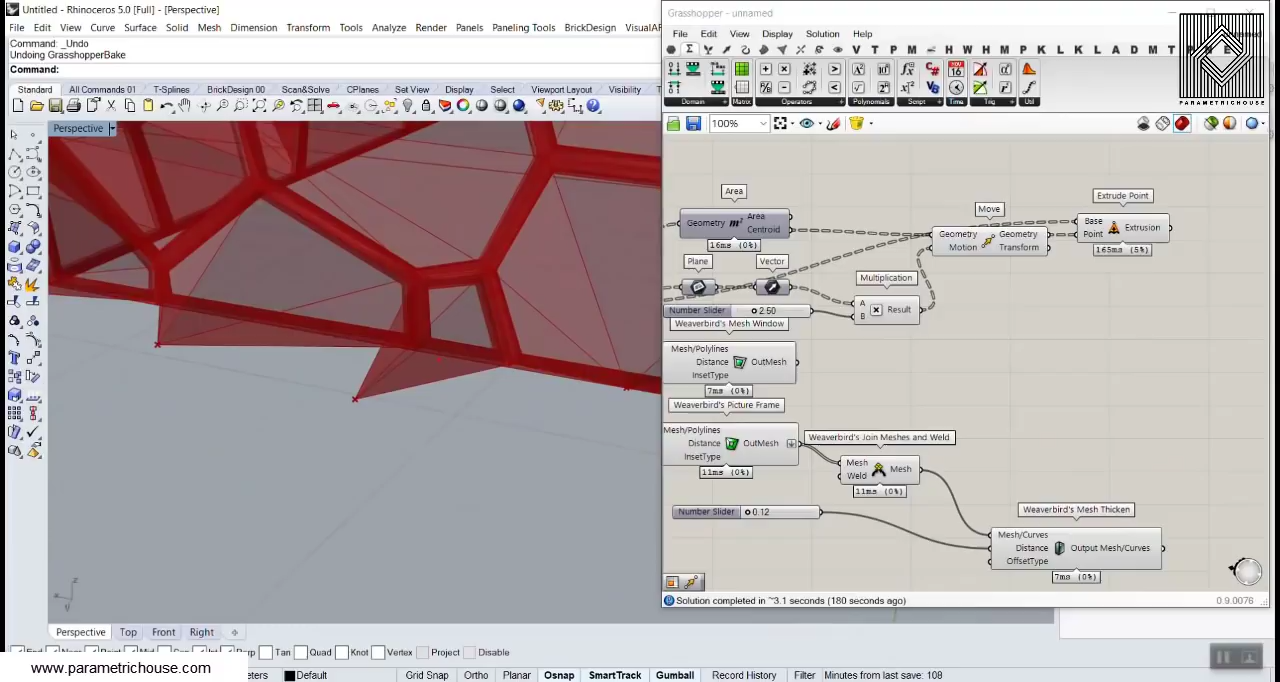 Untitled - Rhinoceros 5.0 [Full] - [Perspective]
File Edit View Curve Surface Solid Mesh Dimension Transform Tools Analyze Render Panels Paneling Tools BrickDesign VisualAR
Command: _Undo
Undoing GrasshopperBake
Command:
Standard All Commands 01 T-Splines BrickDesign 00 Scan&Solve CPlanes Set View Display Select Viewport Layout Visibility
Perspective
Grasshopper - unnamed
File Edit View Display Solution Help
V T P M H W H M T P K L K L A D M T P N E
Domain Matrix Operators Polynomials Script Time Trig Util
PARAMETRICHOUSE
100%
Area
Geometry m² Area
Centroid
16ms (0%)
Plane
Vector
Number Slider 2.50
Multiplication
A
B Result
Move
Geometry Geometry
Motion Transform
Extrude Point
Base
Point Extrusion
165ms (5%)
Weaverbird's Mesh Window
Mesh/Polylines
Distance OutMesh
InsetType
7ms (0%)
Weaverbird's Picture Frame
Mesh/Polylines
Distance OutMesh
InsetType
11ms (0%)
Weaverbird's Join Meshes and Weld
Mesh Mesh
Weld
11ms (0%)
Number Slider 0.12
Weaverbird's Mesh Thicken
Mesh/Curves
Distance Output Mesh/Curves
OffsetType
7ms (0%)
Solution completed in ~3.1 seconds (180 seconds ago)
0.9.0076
Perspective Top Front Right
Tan Quad Knot Vertex Project Disable
www.parametrichouse.com
Default Grid Snap Ortho Planar Osnap SmartTrack Gumball Record History Filter Minutes from last save: 108